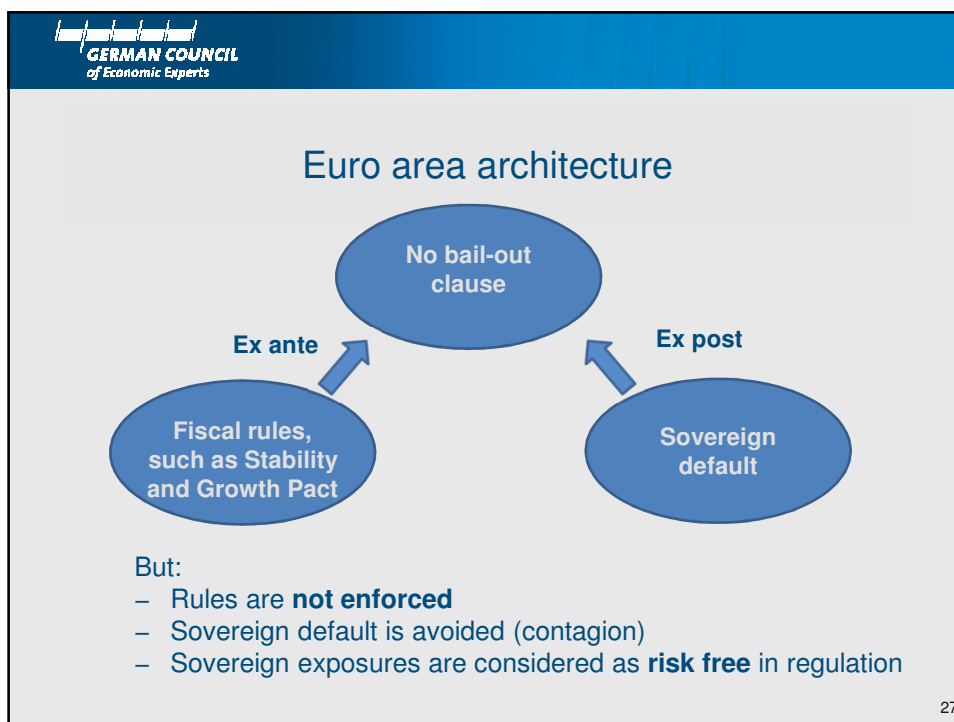 GERMAN COUNCIL
of Economic Experts
Euro area architecture
No bail-out
clause
Ex ante
Ex post
Fiscal rules,
such as Stability
and Growth Pact
Sovereign
default
But:
– Rules are not enforced
– Sovereign default is avoided (contagion)
– Sovereign exposures are considered as risk free in regulation
27